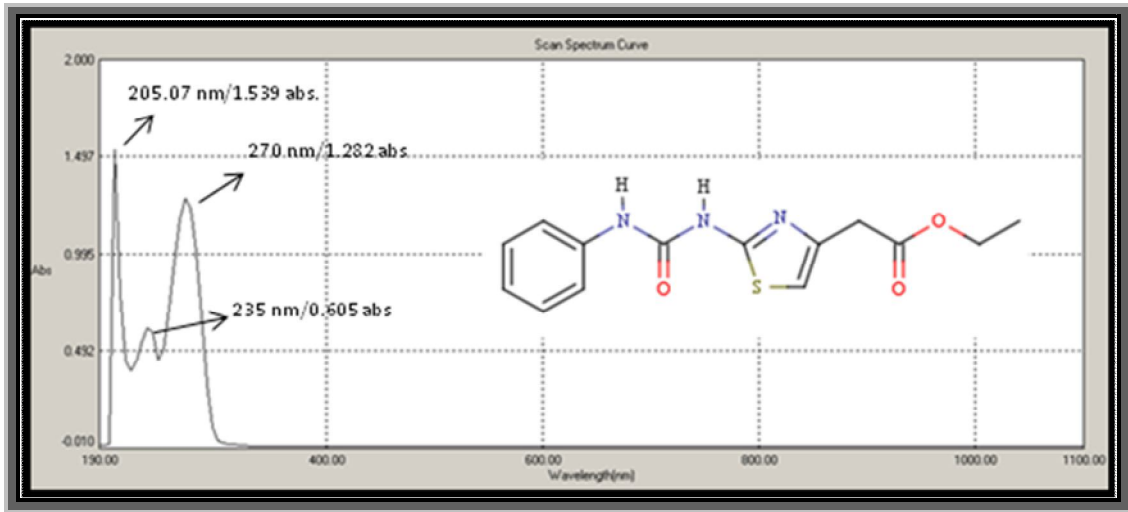 Scan Spectrum Curve
2.000
205.07 nm/1.539 abs.
1.497
270 nm/1.282 abs
H
H
N
N
N
O
O
S
O
0.995
Abs
235 nm/0.605 abs
0.492
-0.010
190.00 400.00 600.00 800.00 1000.00 1100.00
Wavelength(nm)